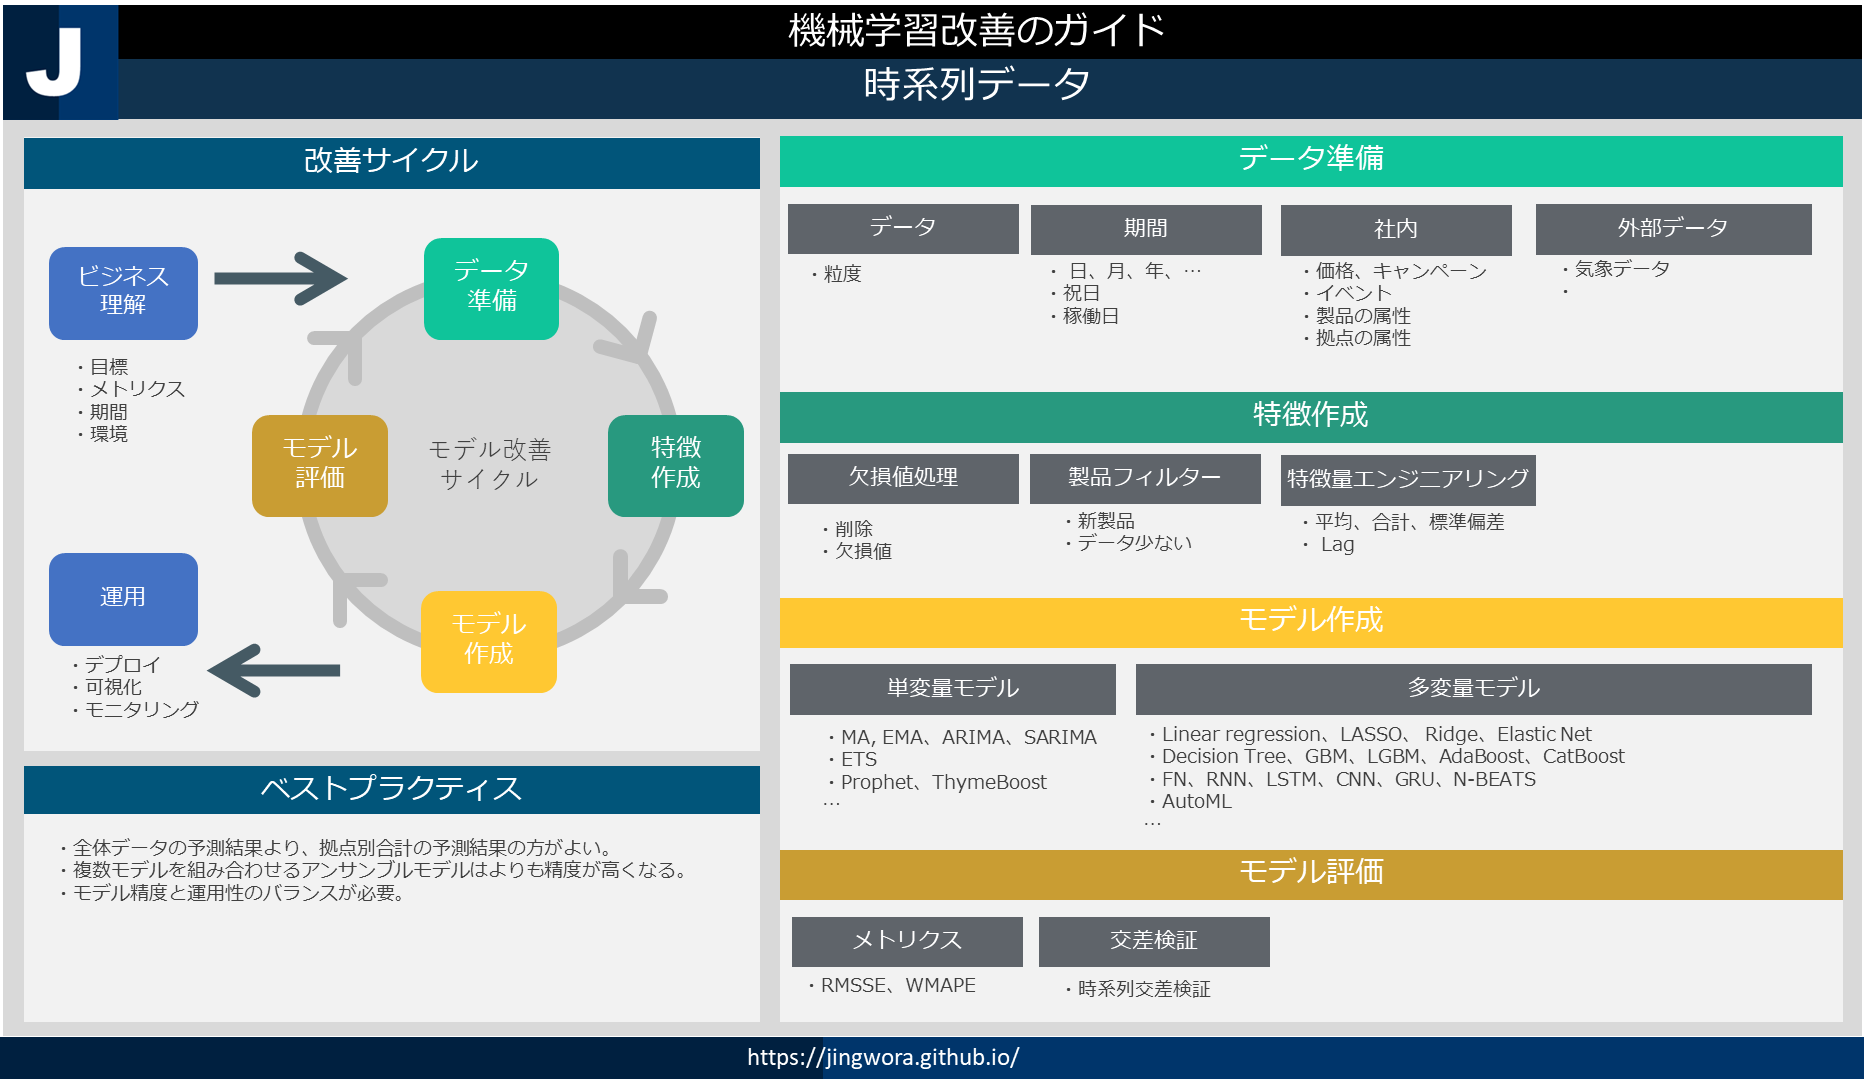 J
機械学習改善のガイド
時系列データ
改善サイクル
ビジネス
理解
・目標
・メトリクス
・期間
・環境
データ
準備
特徴
作成
モデル
作成
モデル
評価
モデル改善
サイクル
運用
・デプロイ
・可視化
・モニタリング
ベストプラクティス
・全体データの予測結果より、拠点別合計の予測結果の方がよい。
・複数モデルを組み合わせるアンサンブルモデルはよりも精度が高くなる。
・モデル精度と運用性のバランスが必要。
データ準備
データ
・粒度
期間
・ 日、月、年、…
・祝日
・稼働日
社内
・価格、キャンペーン
・イベント
・製品の属性
・拠点の属性
外部データ
・気象データ
・
特徴作成
欠損値処理
・削除
・欠損値
製品フィルター
・新製品
・データ少ない
特徴量エンジニアリング
・平均、合計、標準偏差
・ Lag
モデル作成
単変量モデル
・MA, EMA、ARIMA、SARIMA
・ETS
・Prophet、ThymeBoost
…
多変量モデル
・Linear regression、LASSO、 Ridge、Elastic Net
・Decision Tree、GBM、LGBM、AdaBoost、CatBoost
・FN、RNN、LSTM、CNN、GRU、N-BEATS
・AutoML
…
モデル評価
メトリクス
・RMSSE、WMAPE
交差検証
・時系列交差検証
https://jingwora.github.io/